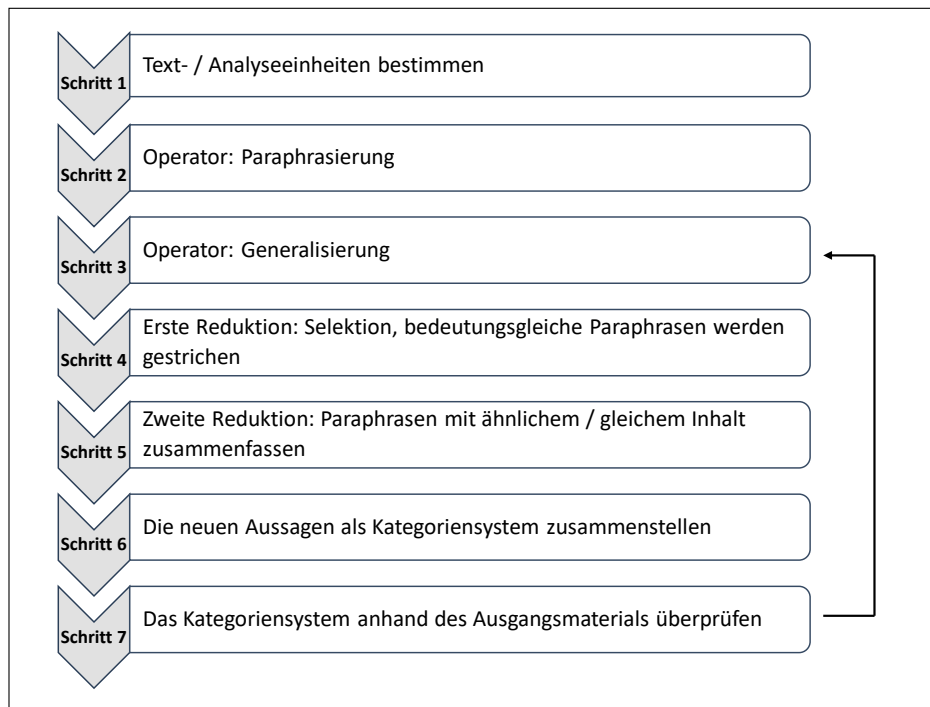 Schritt 1
Text- / Analyseeinheiten bestimmen
Schritt 2
Operator: Paraphrasierung
Schritt 3
Operator: Generalisierung
Schritt 4
Erste Reduktion: Selektion, bedeutungsgleiche Paraphrasen werden
gestrichen
Schritt 5
Zweite Reduktion: Paraphrasen mit ähnlichem / gleichem Inhalt
zusammenfassen
Schritt 6
Die neuen Aussagen als Kategoriensystem zusammenstellen
Schritt 7
Das Kategoriensystem anhand des Ausgangsmaterials überprüfen